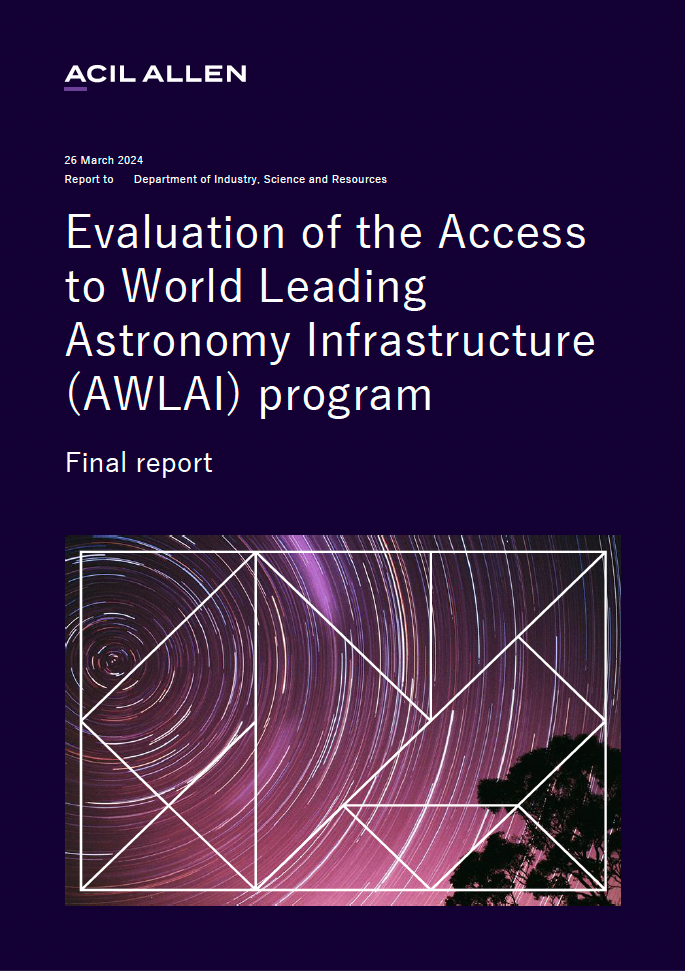 ACIL ALLEN
26 March 2024
Report to Department of Industry, Science and Resources
Evaluation of the Access
to World Leading
Astronomy Infrastructure
(AWLAI) program
Final report